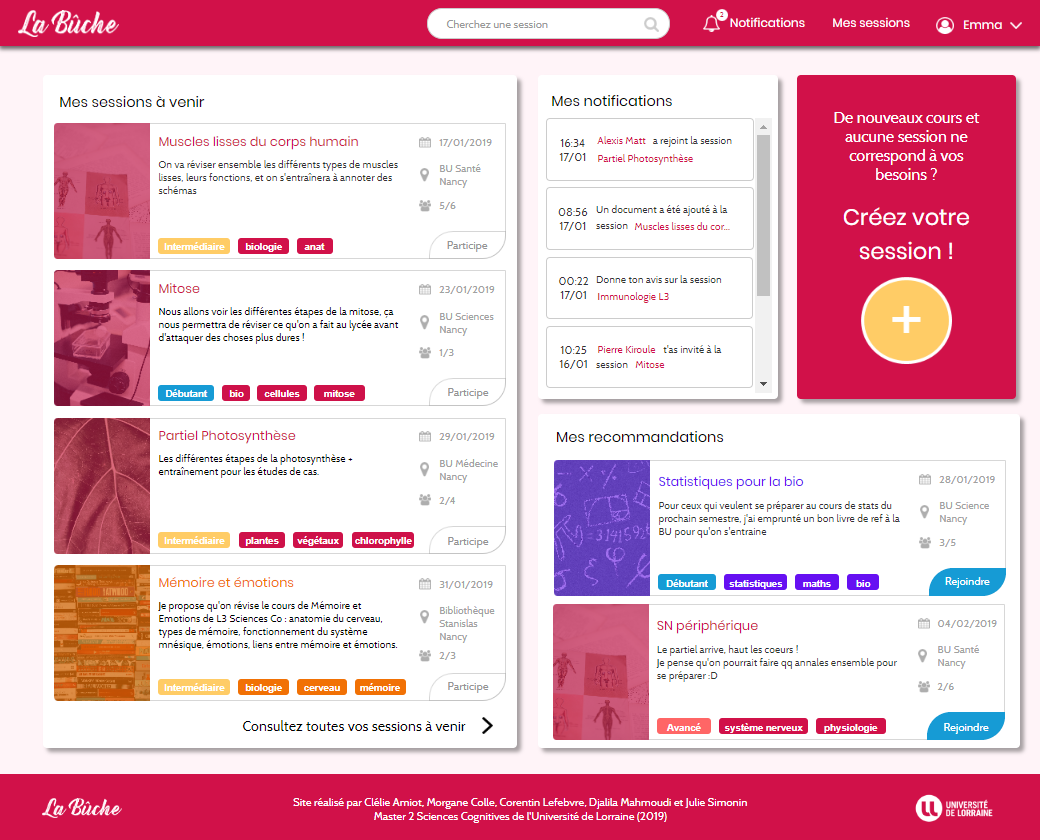 La Bûche
Cherchez une session
2
Notifications
Mes sessions
Emma
Mes sessions à venir
Muscles lisses du corps humain
On va réviser ensemble les différents types de muscles
lisses, leurs fonctions, et on s'entraînera à annoter des
schémas
17/01/2019
BU Santé
Nancy
5/6
Intermédiaire
biologie
anat
Participe
Mitose
Nous allons voir les différentes étapes de la mitose, ça
nous permettra de réviser ce qu'on a fait au lycée avant
d'attaquer des choses plus dures !
23/01/2019
BU Sciences
Nancy
1/3
Débutant
bio
cellules
mitose
Participe
Partiel Photosynthèse
Les différentes étapes de la photosynthèse +
entraînement pour les études de cas.
29/01/2019
BU Médecine
Nancy
2/4
Intermédiaire
plantes
végétaux
chlorophylle
Participe
Mémoire et émotions
Je propose qu'on révise le cours de Mémoire et
Emotions de L3 Sciences Co : anatomie du cerveau,
types de mémoire, fonctionnement du système
mnésique, émotions, liens entre mémoire et émotions.
31/01/2019
Bibliothèque
Stanislas
Nancy
2/3
Intermédiaire
biologie
cerveau
mémoire
Participe
Consultez toutes vos sessions à venir
Mes notifications
16:34
17/01
Alexis Matt a rejoint la session
Partiel Photosynthèse
08:56
17/01
Un document a été ajouté à la
session Muscles lisses du cor...
00:22
17/01
Donne ton avis sur la session
Immunologie L3
10:25
16/01
Pierre Kiroule t'as invité à la
session Mitose
De nouveaux cours et
aucune session ne
correspond à vos
besoins ?
Créez votre
session !
+
Mes recommandations
Statistiques pour la bio
Pour ceux qui veulent se préparer au cours de stats du
prochain semestre, j'ai emprunté un bon livre de ref à la
BU pour qu'on s'entraine
28/01/2019
BU Science
Nancy
3/5
Débutant
statistiques
maths
bio
Rejoindre
SN périphérique
Le partiel arrive, haut les coeurs !
Je pense qu'on pourrait faire qq annales ensemble pour
se préparer :D
04/02/2019
BU Santé
Nancy
2/6
Avancé
système nerveux
physiologie
Rejoindre
La Bûche
Site réalisé par Clélie Amiot, Morgane Colle, Corentin Lefebvre, Djalila Mahmoudi et Julie Simonin
Master 2 Sciences Cognitives de l'Université de Lorraine (2019)
UNIVERSITÉ
DE LORRAINE